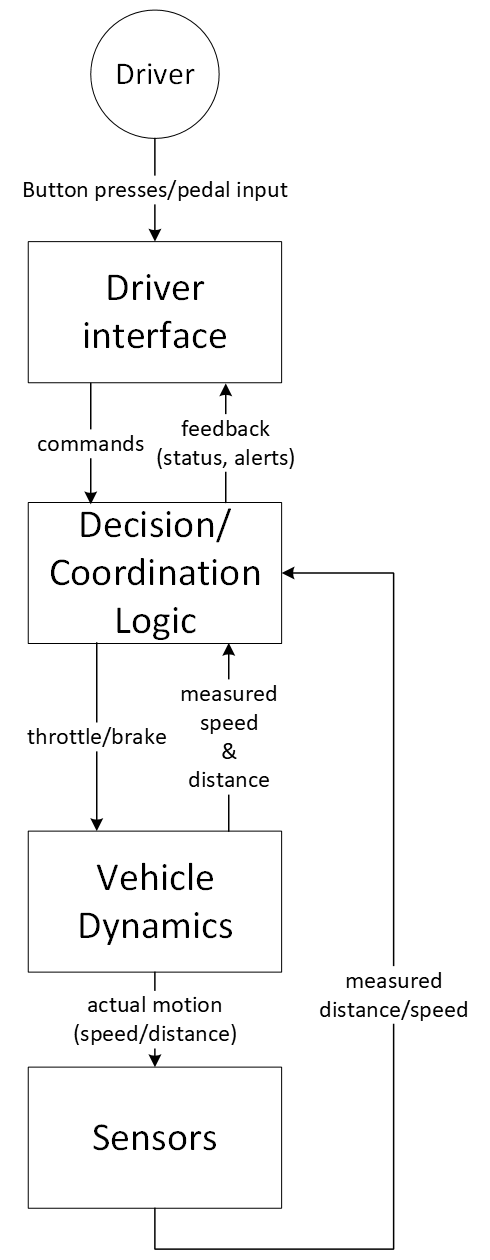 Driver
Button presses/pedal input
Driver
interface
commands
feedback
(status, alerts)
Decision/
Coordination
Logic
throttle/brake
measured
speed
&
distance
Vehicle
Dynamics
actual motion
(speed/distance)
measured
distance/speed
Sensors